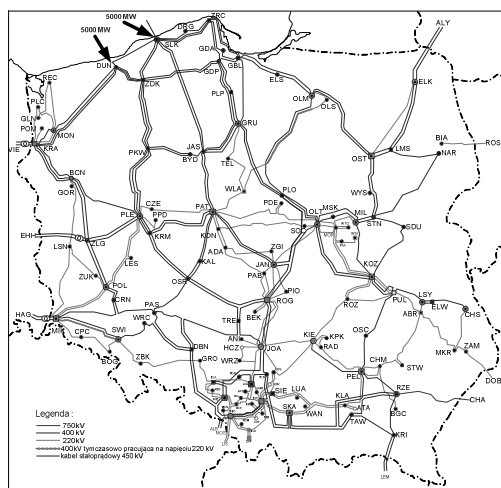 5000 MW
5000 MW
ZRC
DRG
SLK
ALY
GDA
DUN
GDP
GBL
ZDK
REC
ELS
ELK
PLC
PLP
OLM
OLS
GLN
POM
MON
GRU
VIE
KRA
PKW
JAS
BYD
TEL
OST
LMS
BIA
ROS
NAR
BCN
GOR
WLA
PLO
PDE
WYS
CZE
PAT
PLE
PPD
OLT
MSK
MIL
STN
SDU
EHH
ZLG
KRM
KON
SOC
MOR
LSN
ADA
ZGI
LES
KAL
JAN
KOZ
ZUK
POL
OSR
PAB
HAG
CRN
PIO
ROG
ROZ
PUL
LSY
ELW
CHS
MIK
PAS
BEK
ABR
WRC
TRE
CPC
SWI
ANI
HCZ
JOA
KIE
KPK
RAD
OSC
MKR
ZAM
BOG
ZBK
DBN
GRO
WRZ
PEL
CHM
STW
DOB
SIE
LUA
KLA
RZE
CHA
SKA
WAN
ATA
TAW
BGC
KRI
LEM
Legenda :
750kV
400 kV
220kV
400kV tymczasowo pracująca na napięciu 220 kV
kabel stałoprądowy 450 kV